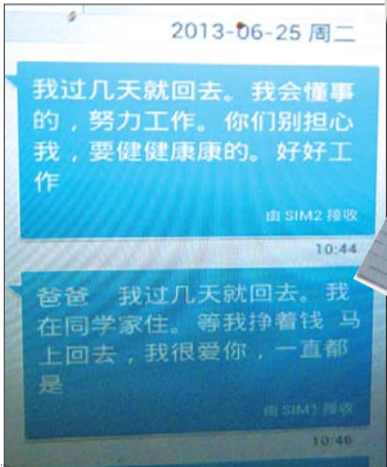 2013-06-25 周二
我过几天就回去。我会懂事
的，努力工作。你们别担心
我，要健健康康的。好好工
作
由 SIM2 接收
10:44
爸爸　我过几天就回去。我
在同学家住。等我挣着钱 马
上回去，我很爱你，一直都
是
由 SIM1 接收
10:46